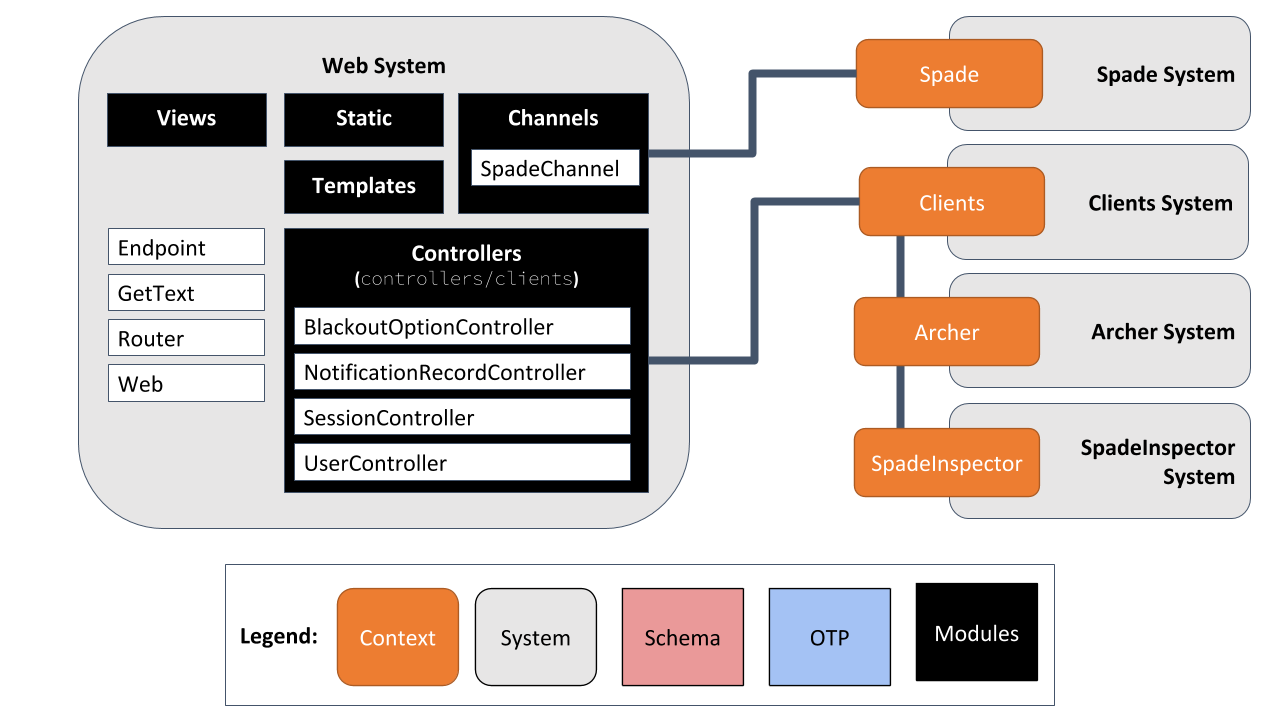 Web System
Views
Static
Channels
SpadeChannel
Templates
Endpoint
GetText
Router
Web
Controllers
(controllers/clients)
BlackoutOptionController
NotificationRecordController
SessionController
UserController
Spade
Spade System
Clients
Clients System
Archer
Archer System
SpadeInspector
SpadeInspector
System
Legend:
Context
System
Schema
OTP
Modules